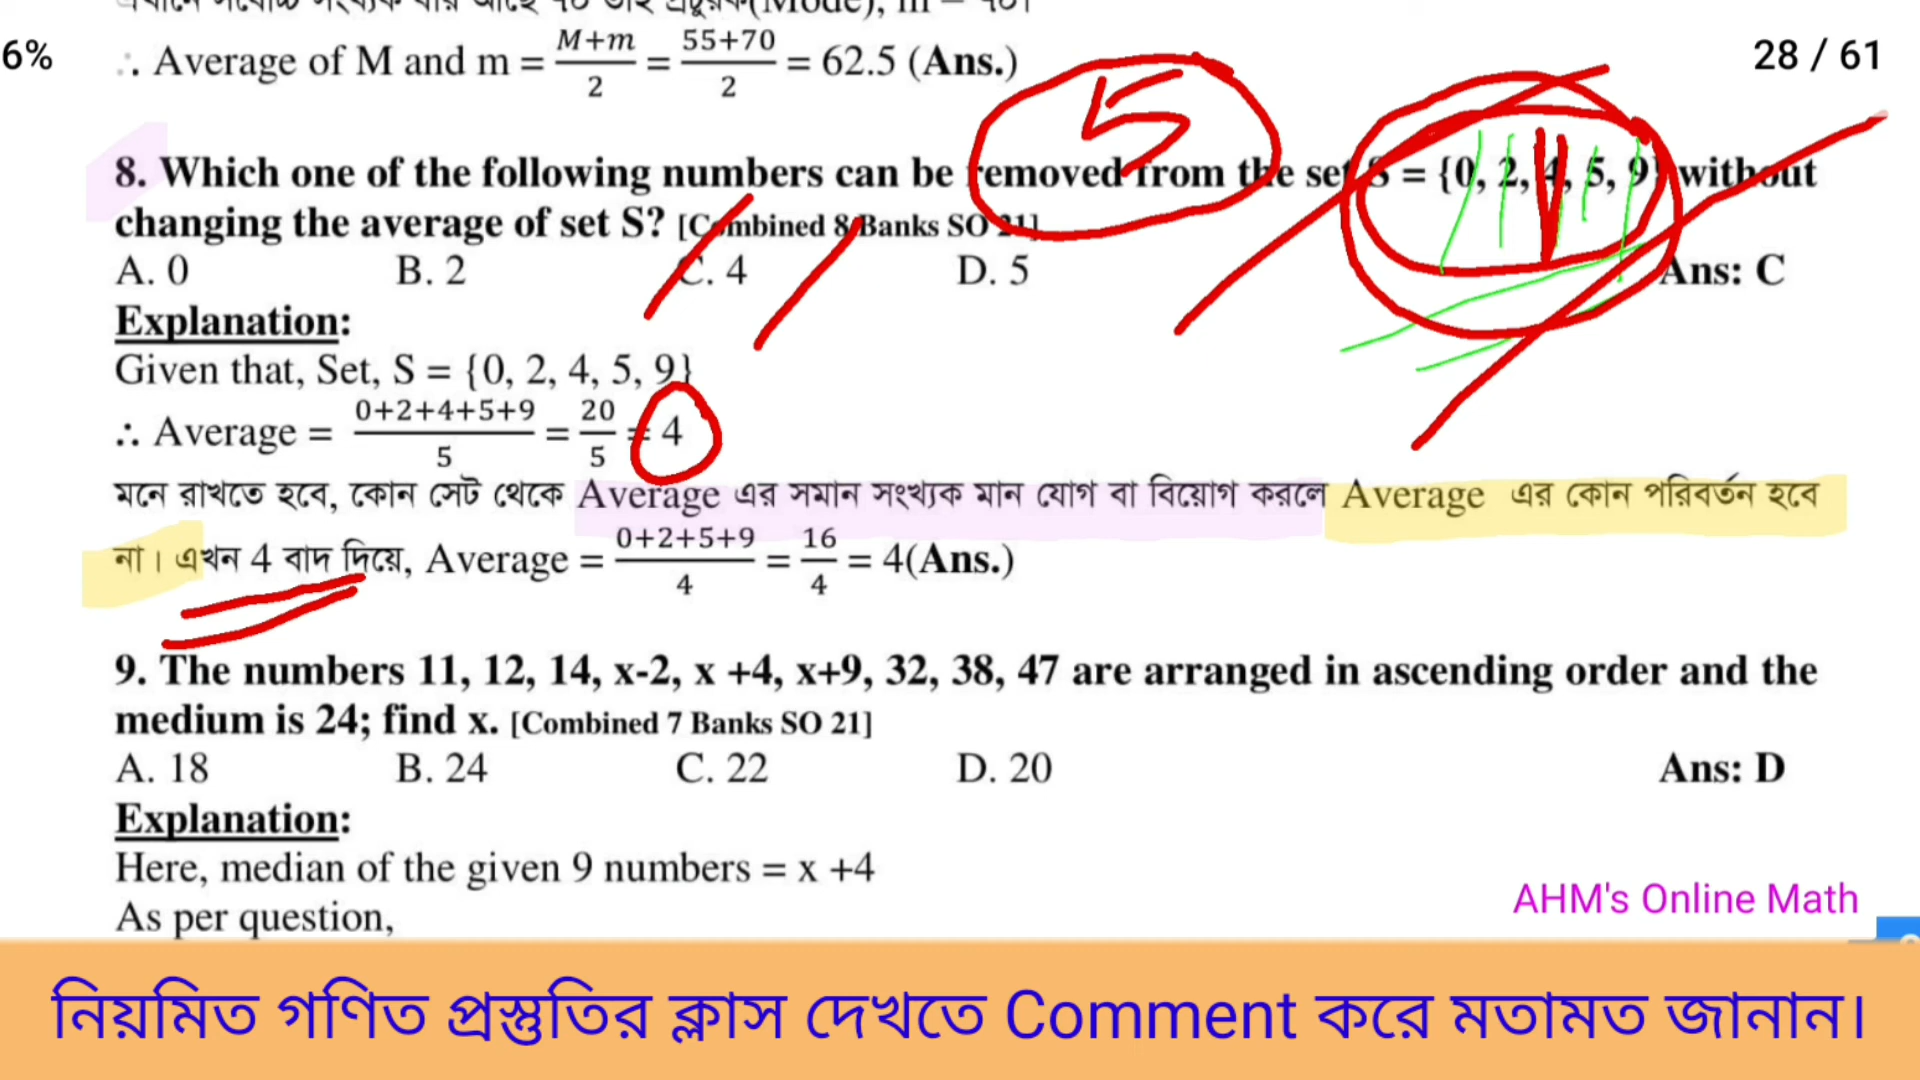 ∴ Average of M and m = M+m/2 = 55+70/2 = 62.5 (Ans.)
6%
28 / 61
5
8. Which one of the following numbers can be removed from the set S = {0, 2, 4, 5, 9} without
changing the average of set S? [Combined 8 Banks SO 21]
A. 0 B. 2 C. 4 D. 5 Ans: C
Explanation:
Given that, Set, S = {0, 2, 4, 5, 9}
∴ Average = 0+2+4+5+9/5 = 20/5 = 4
মনে রাখতে হবে, কোন সেট থেকে Average এর সমান সংখ্যক মান যোগ বা বিয়োগ করলে Average এর কোন পরিবর্তন হবে
না। এখন 4 বাদ দিয়ে, Average = 0+2+5+9/4 = 16/4 = 4(Ans.)
9. The numbers 11, 12, 14, x-2, x +4, x+9, 32, 38, 47 are arranged in ascending order and the
medium is 24; find x. [Combined 7 Banks SO 21]
A. 18 B. 24 C. 22 D. 20 Ans: D
Explanation:
Here, median of the given 9 numbers = x +4
As per question,
AHM's Online Math
নিয়মিত গণিত প্রস্তুতির ক্লাস দেখতে Comment করে মতামত জানান।